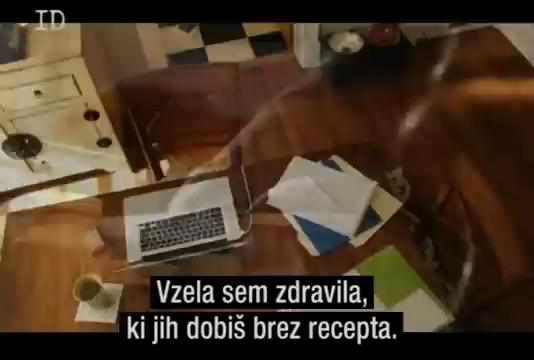 ID
Vzela sem zdravila,
ki jih dobiš brez recepta.